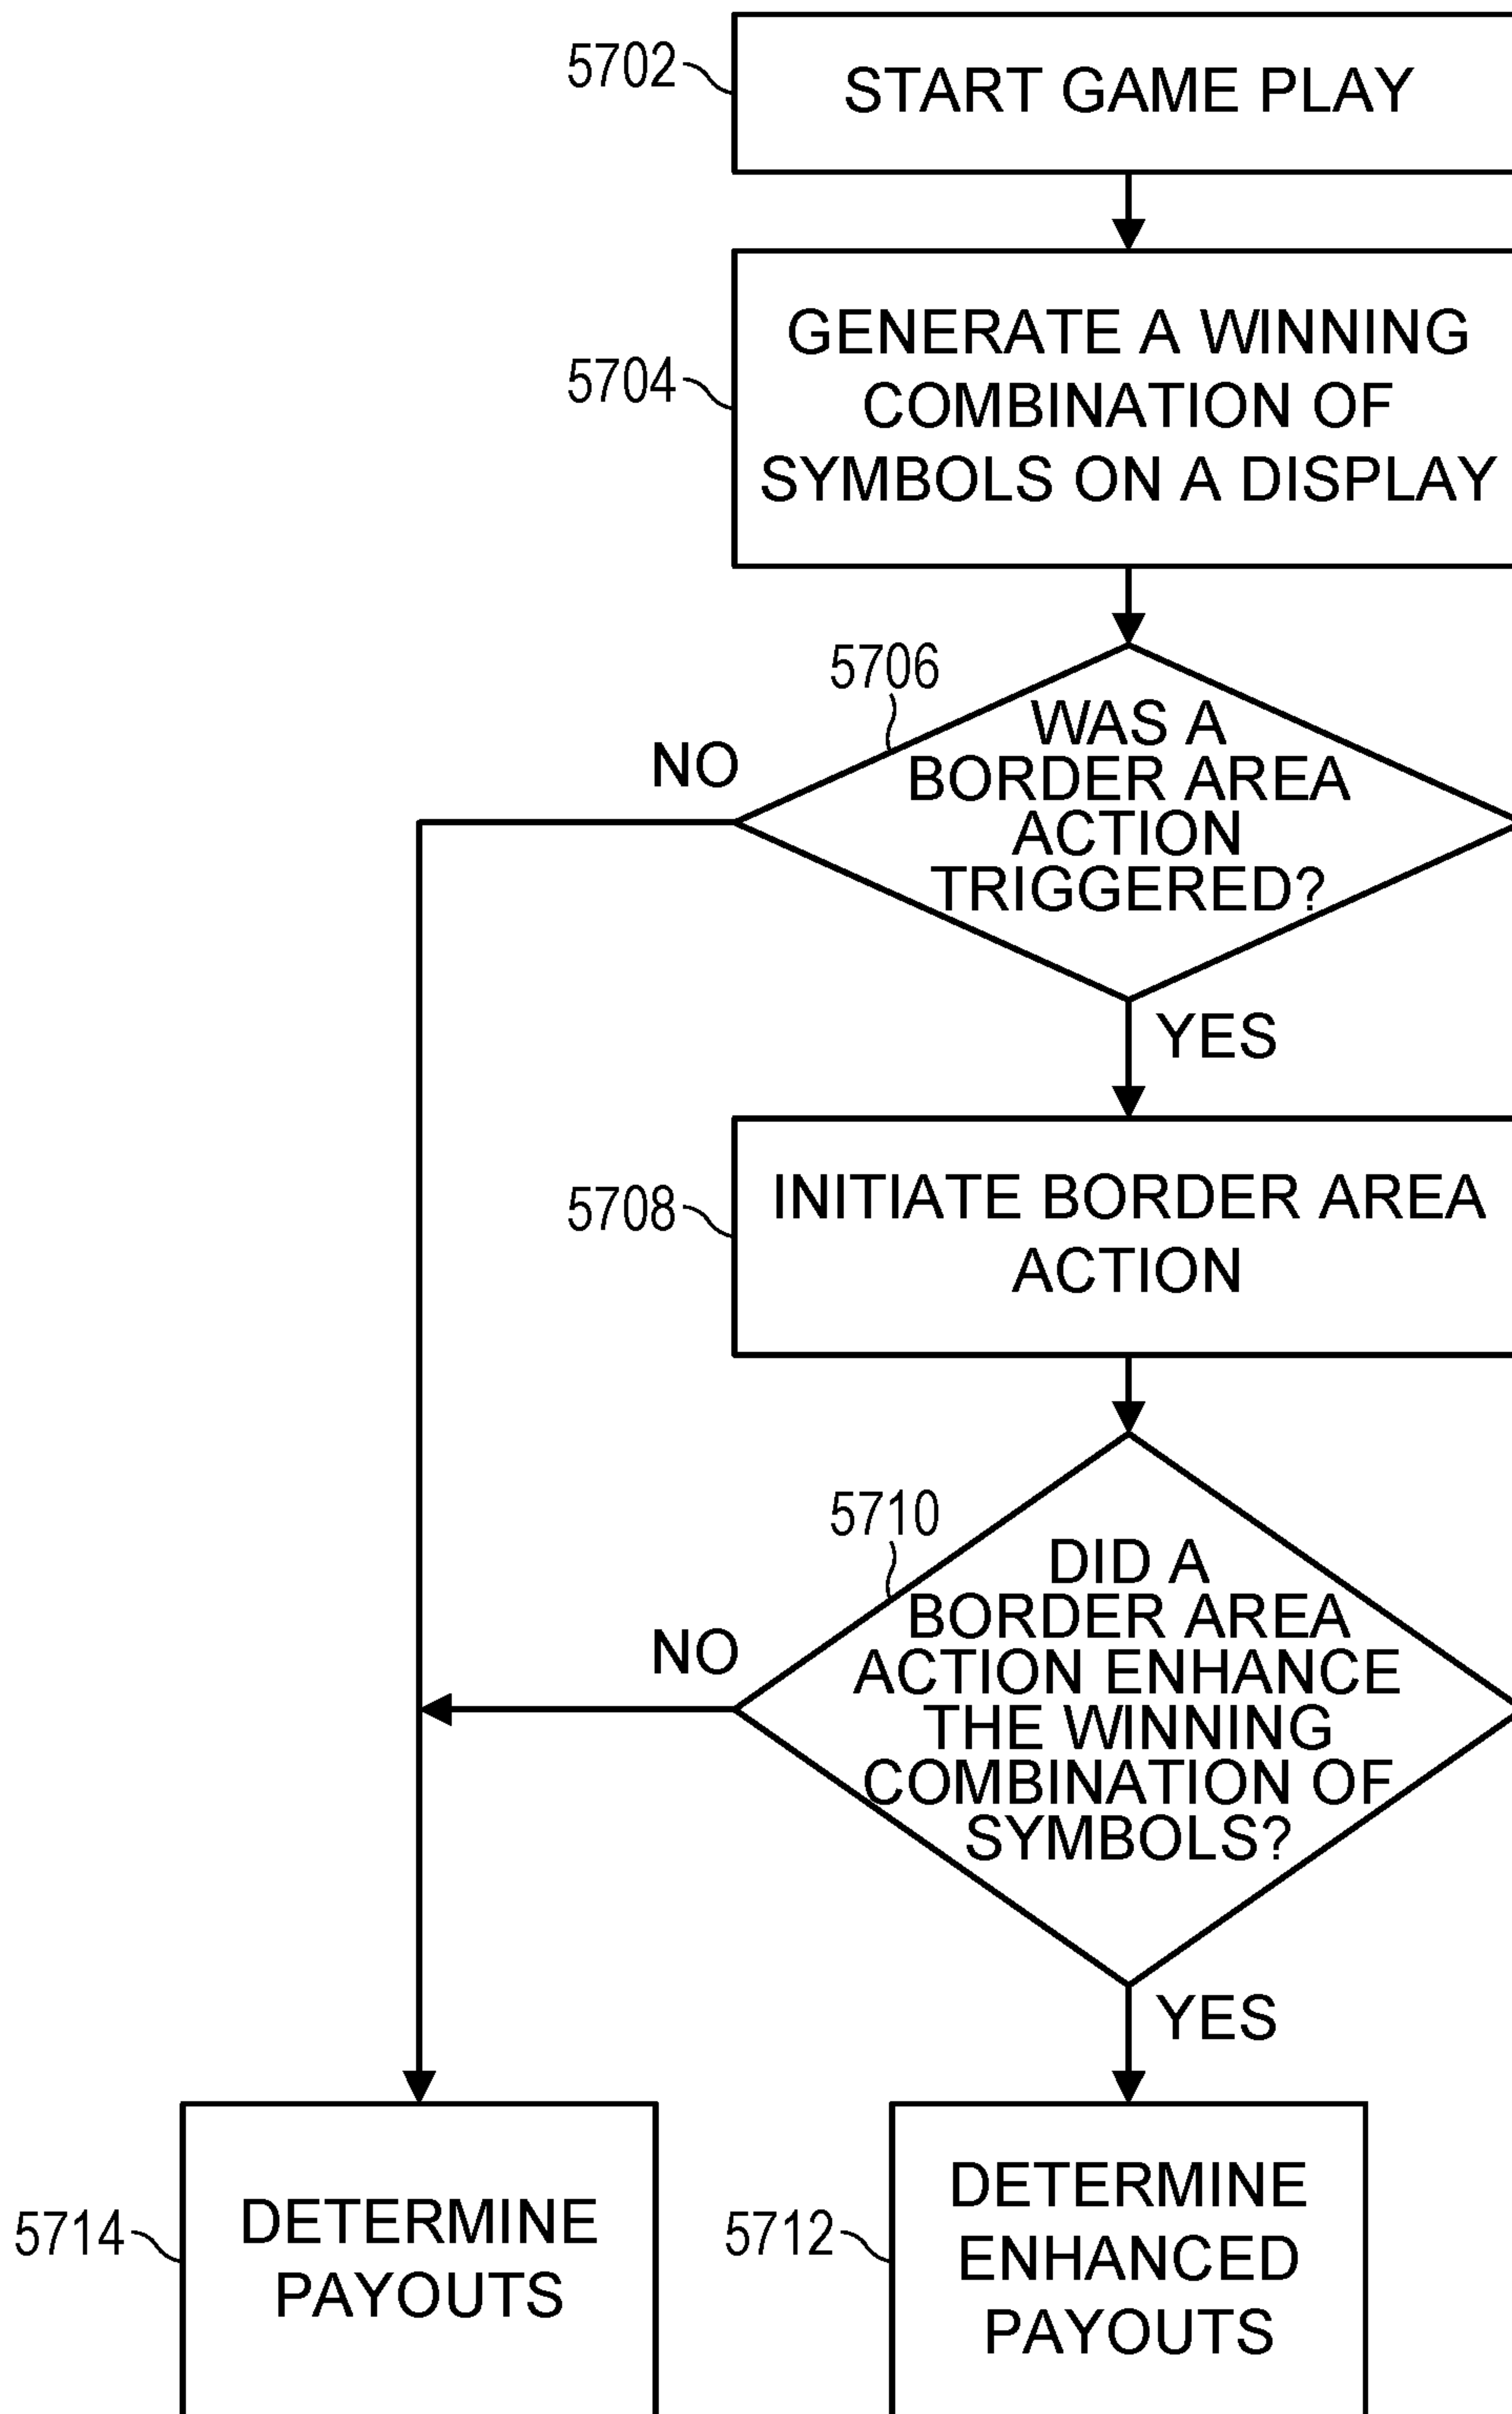 5702
START GAME PLAY
5704
GENERATE A WINNING
COMBINATION OF
SYMBOLS ON A DISPLAY
5706
WAS A
BORDER AREA
ACTION
TRIGGERED?
NO
YES
5708
INITIATE BORDER AREA
ACTION
5710
DID A
BORDER AREA
ACTION ENHANCE
THE WINNING
COMBINATION OF
SYMBOLS?
NO
YES
5714
DETERMINE
PAYOUTS
5712
DETERMINE
ENHANCED
PAYOUTS